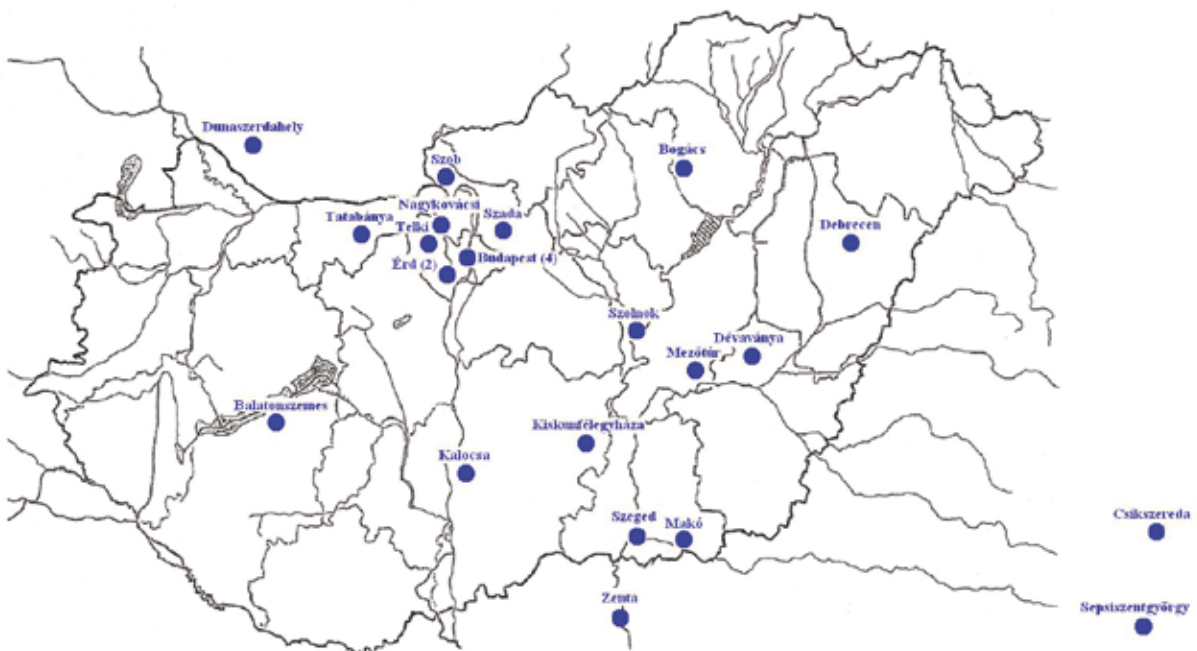 Dunaszerdahely
Szob
Bogács
Nagykovácsi
Szada
Tatabánya
Telki
Debrecen
Érd (2)
Budapest (4)
Szolnok
Dévaványa
Mezőtúr
Balatonszemes
Kiskunfélegyháza
Kalocsa
Szeged
Makó
Csíkszereda
Zenta
Sepsiszentgyörgy